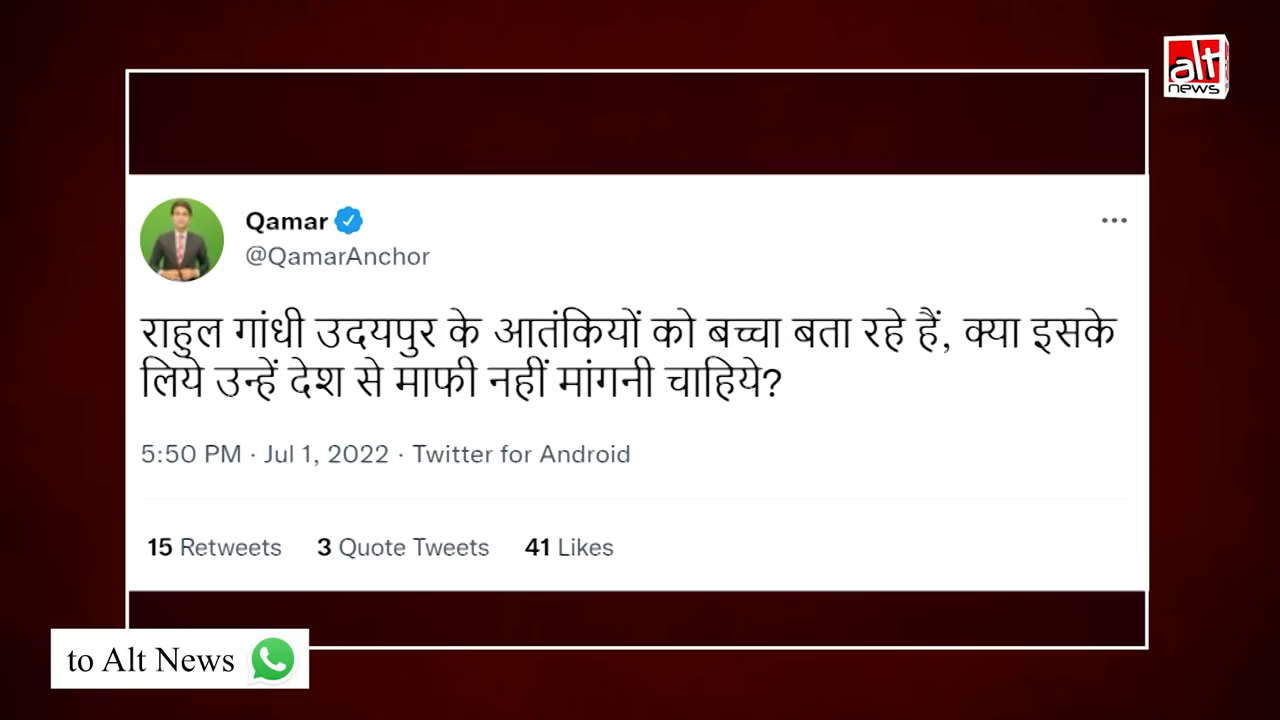 alt
news
Qamar
@QamarAnchor
राहुल गांधी उदयपुर के आतंकियों को बच्चा बता रहे हैं, क्या इसके
लिये उन्हें देश से माफी नहीं मांगनी चाहिये?
5:50 PM · Jul 1, 2022 · Twitter for Android
15 Retweets 3 Quote Tweets 41 Likes
to Alt News